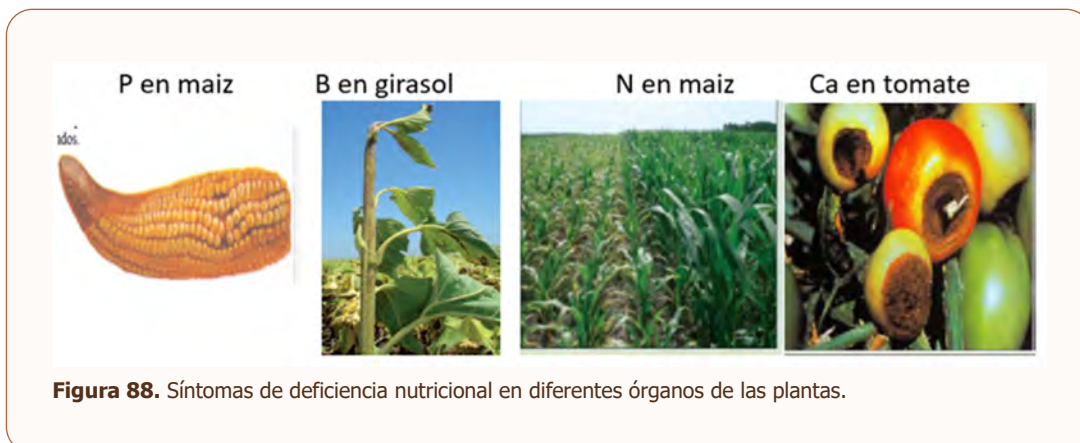 P en maiz
B en girasol
N en maiz
Ca en tomate
ados.
Figura 88. Síntomas de deficiencia nutricional en diferentes órganos de las plantas.